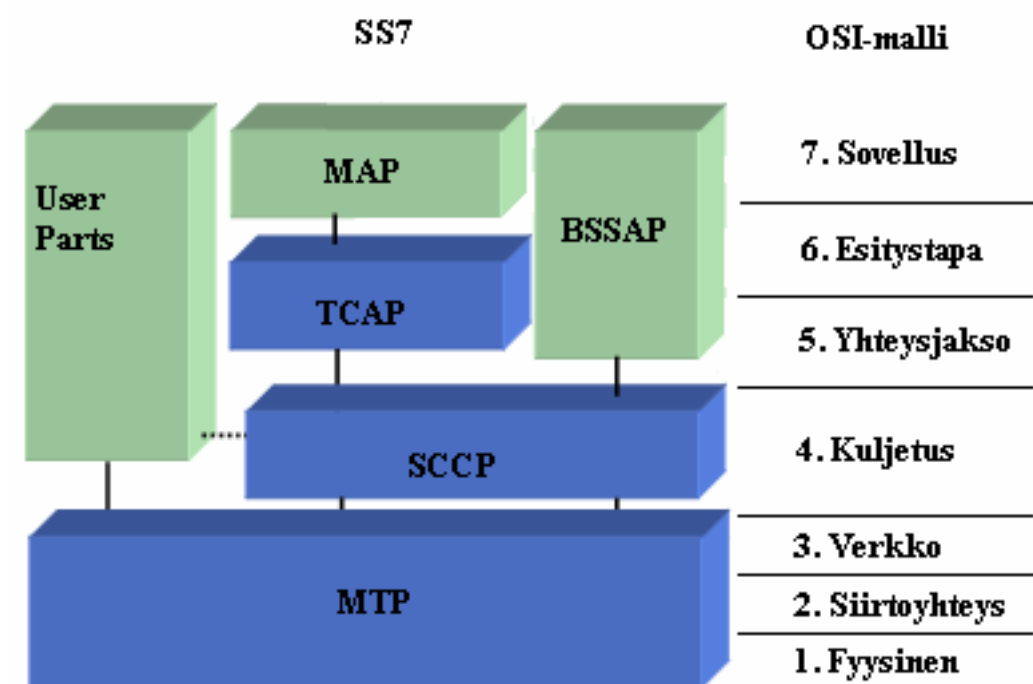 SS7
OSI-malli
User
Parts
MAP
BSSAP
TCAP
SCCP
MTP
7. Sovellus
6. Esitystapa
5. Yhteysjakso
4. Kuljetus
3. Verkko
2. Siirtoyhteys
1. Fyysinen